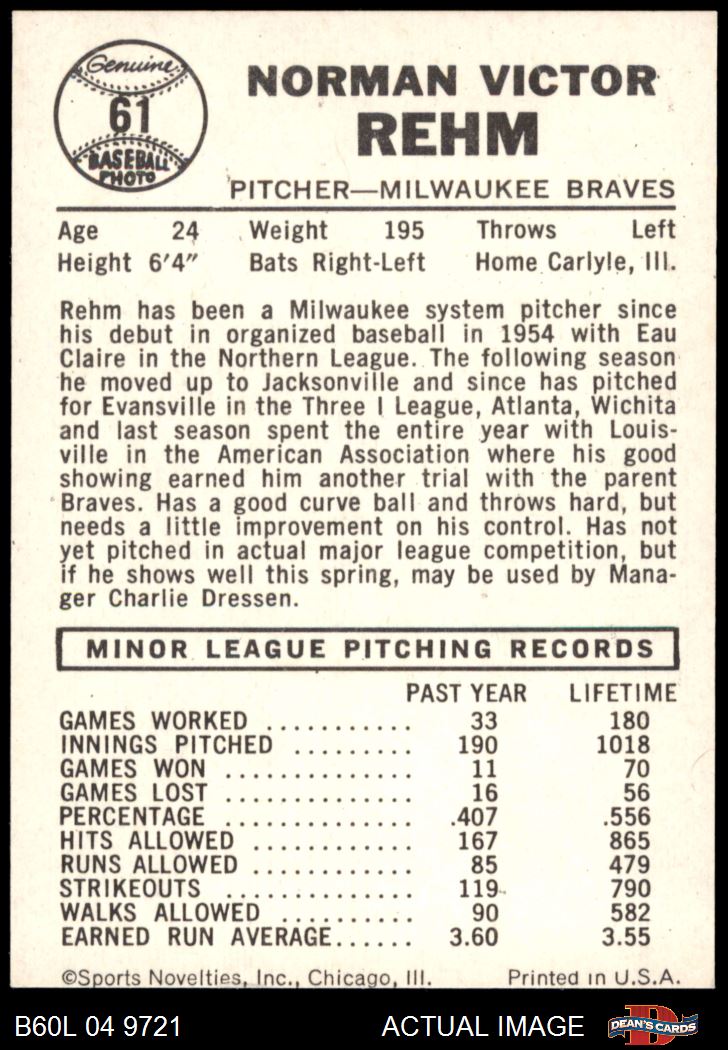 Genuine
61
BASEBALL
PHOTO
NORMAN VICTOR
REHM
PITCHER—MILWAUKEE BRAVES
Age 24 Weight 195 Throws Left
Height 6'4" Bats Right-Left Home Carlyle, Ill.
Rehm has been a Milwaukee system pitcher since
his debut in organized baseball in 1954 with Eau
Claire in the Northern League. The following season
he moved up to Jacksonville and since has pitched
for Evansville in the Three I League, Atlanta, Wichita
and last season spent the entire year with Louis-
ville in the American Association where his good
showing earned him another trial with the parent
Braves. Has a good curve ball and throws hard, but
needs a little improvement on his control. Has not
yet pitched in actual major league competition, but
if he shows well this spring, may be used by Mana-
ger Charlie Dressen.
MINOR LEAGUE PITCHING RECORDS
PAST YEAR LIFETIME
GAMES WORKED ........... 33 180
INNINGS PITCHED ......... 190 1018
GAMES WON .............. 11 70
GAMES LOST .............. 16 56
PERCENTAGE .............. .407 .556
HITS ALLOWED ............ 167 865
RUNS ALLOWED ............ 85 479
STRIKEOUTS .............. 119 790
WALKS ALLOWED .......... 90 582
EARNED RUN AVERAGE...... 3.60 3.55
©Sports Novelties, Inc., Chicago, Ill. Printed in U.S.A.
B60L 04 9721 ACTUAL IMAGE D DEAN'S CARDS